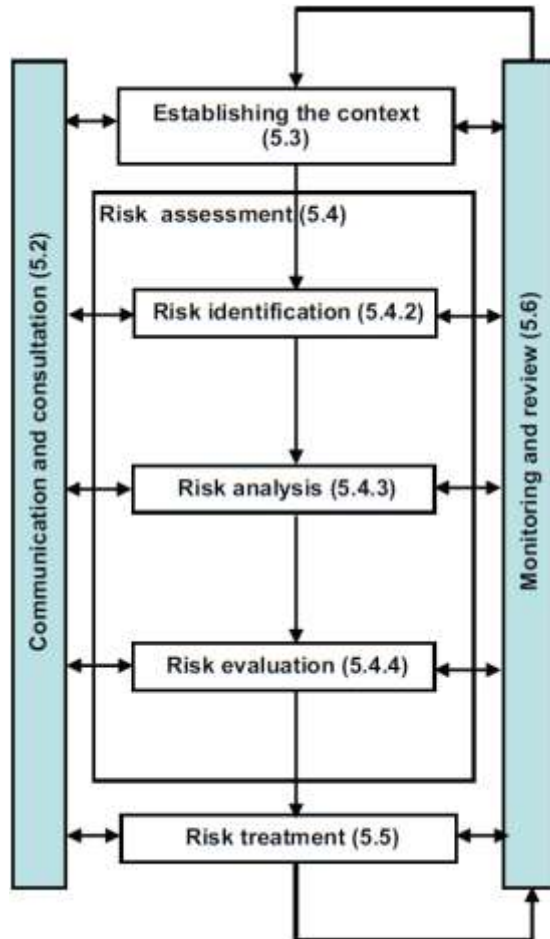 Establishing the context
(5.3)
Risk assessment (5.4)
Communication and consultation (5.2)
Monitoring and review (5.6)
Risk identification (5.4.2)
Risk analysis (5.4.3)
Risk evaluation (5.4.4)
Risk treatment (5.5)